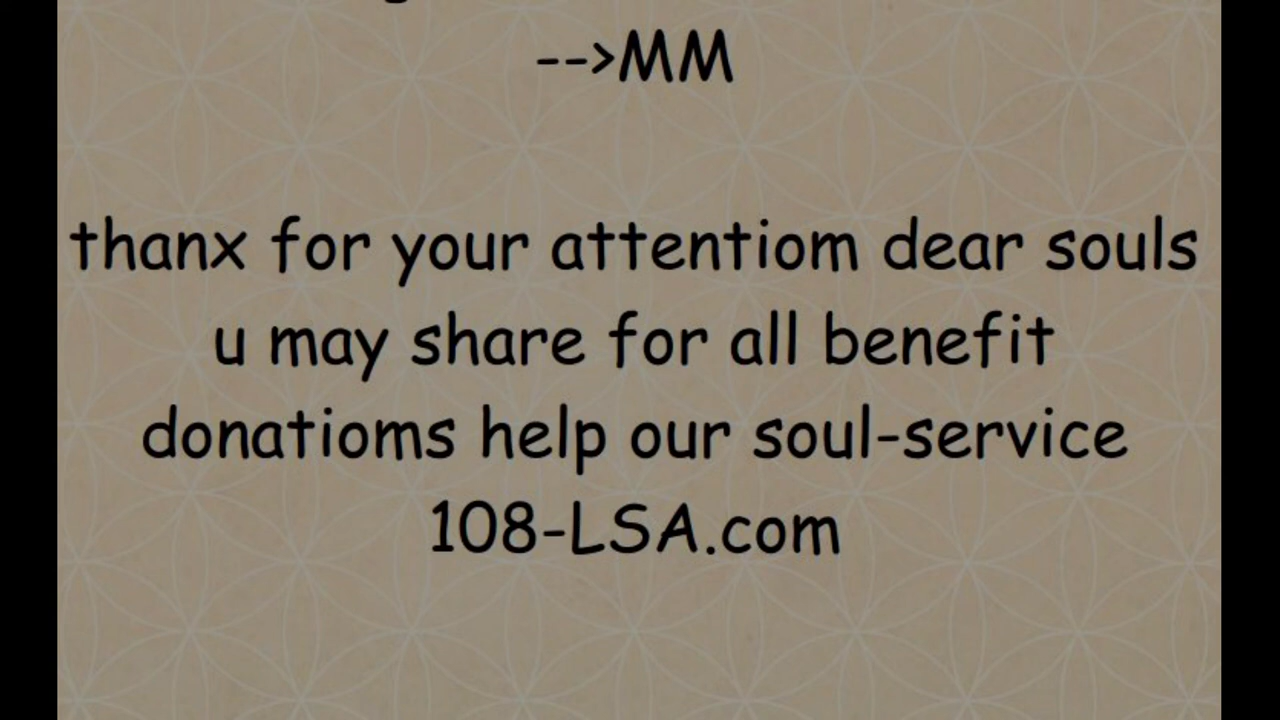 -->MM
thanx for your attentiom dear souls
u may share for all benefit
donatioms help our soul-service
108-LSA.com